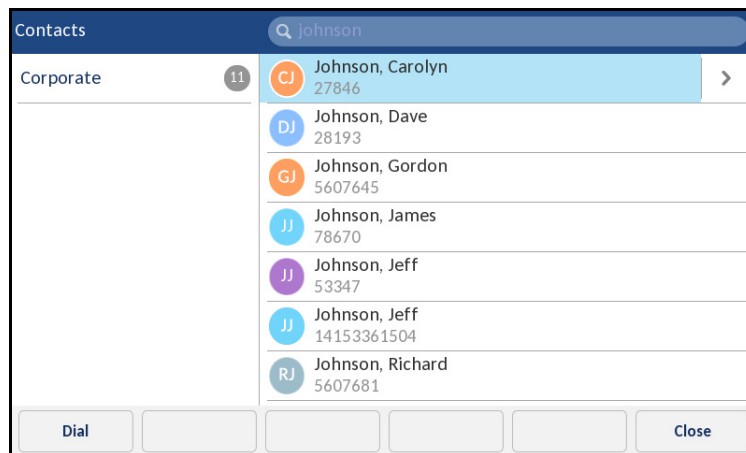 Contacts
johnson
Corporate 11
CJ Johnson, Carolyn
27846
DJ Johnson, Dave
28193
GJ Johnson, Gordon
5607645
JJ Johnson, James
78670
JJ Johnson, Jeff
53347
JJ Johnson, Jeff
14153361504
RJ Johnson, Richard
5607681
Dial Close